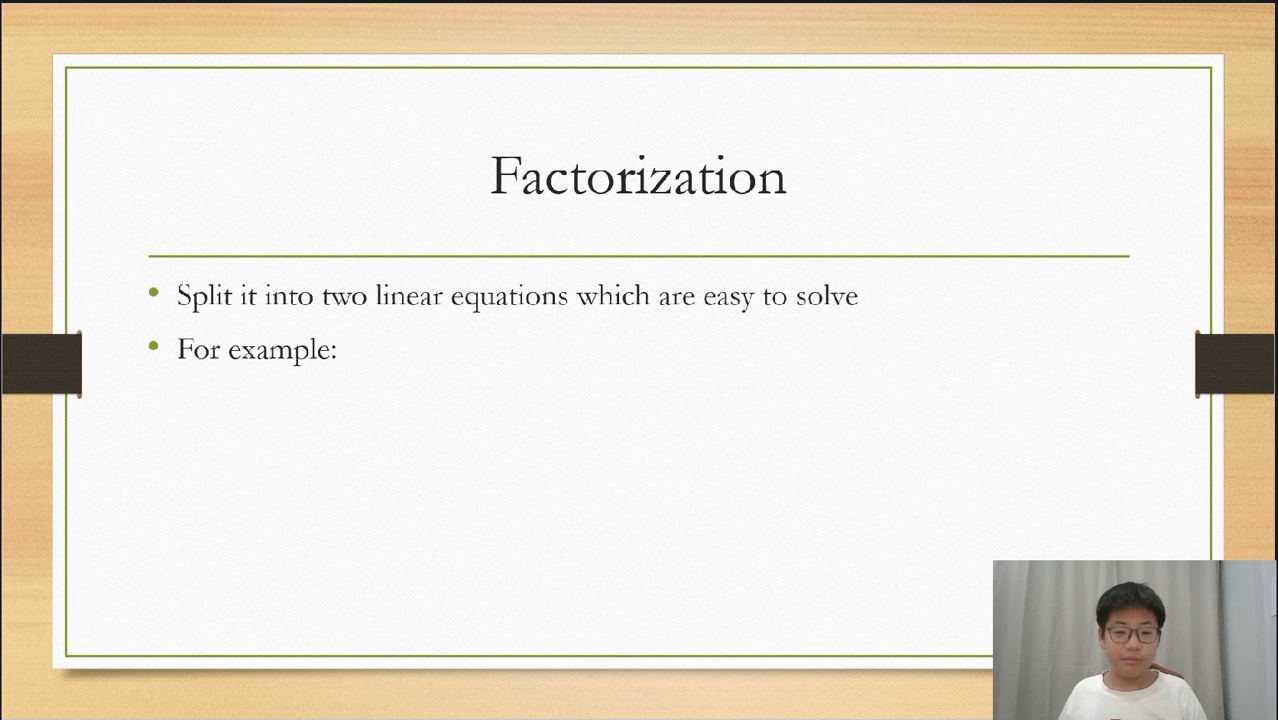 Factorization
Split it into two linear equations which are easy to solve
For example: